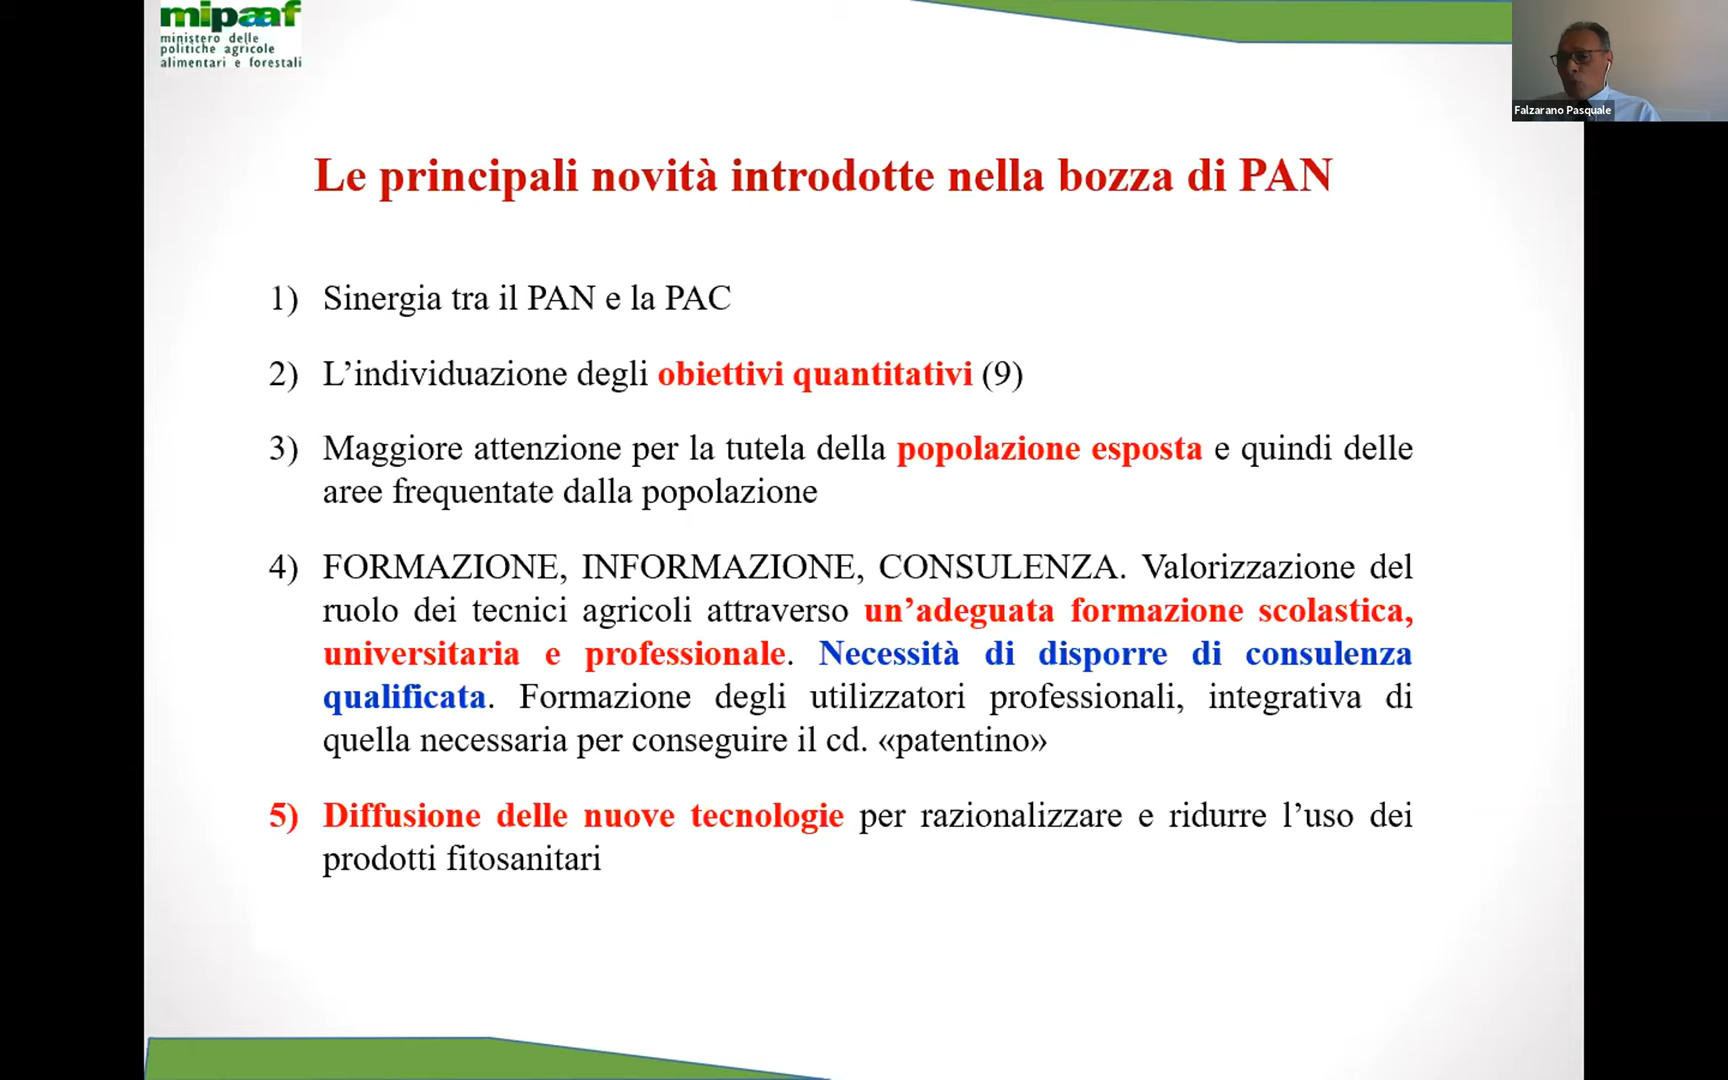 mipaaf
ministero delle
politiche agricole
alimentari e forestali
Falzarano Pasquale
Le principali novità introdotte nella bozza di PAN
1) Sinergia tra il PAN e la PAC
2) L’individuazione degli obiettivi quantitativi (9)
3) Maggiore attenzione per la tutela della popolazione esposta e quindi delle
aree frequentate dalla popolazione
4) FORMAZIONE, INFORMAZIONE, CONSULENZA. Valorizzazione del
ruolo dei tecnici agricoli attraverso un’adeguata formazione scolastica,
universitaria e professionale. Necessità di disporre di consulenza
qualificata. Formazione degli utilizzatori professionali, integrativa di
quella necessaria per conseguire il cd. «patentino»
5) Diffusione delle nuove tecnologie per razionalizzare e ridurre l’uso dei
prodotti fitosanitari